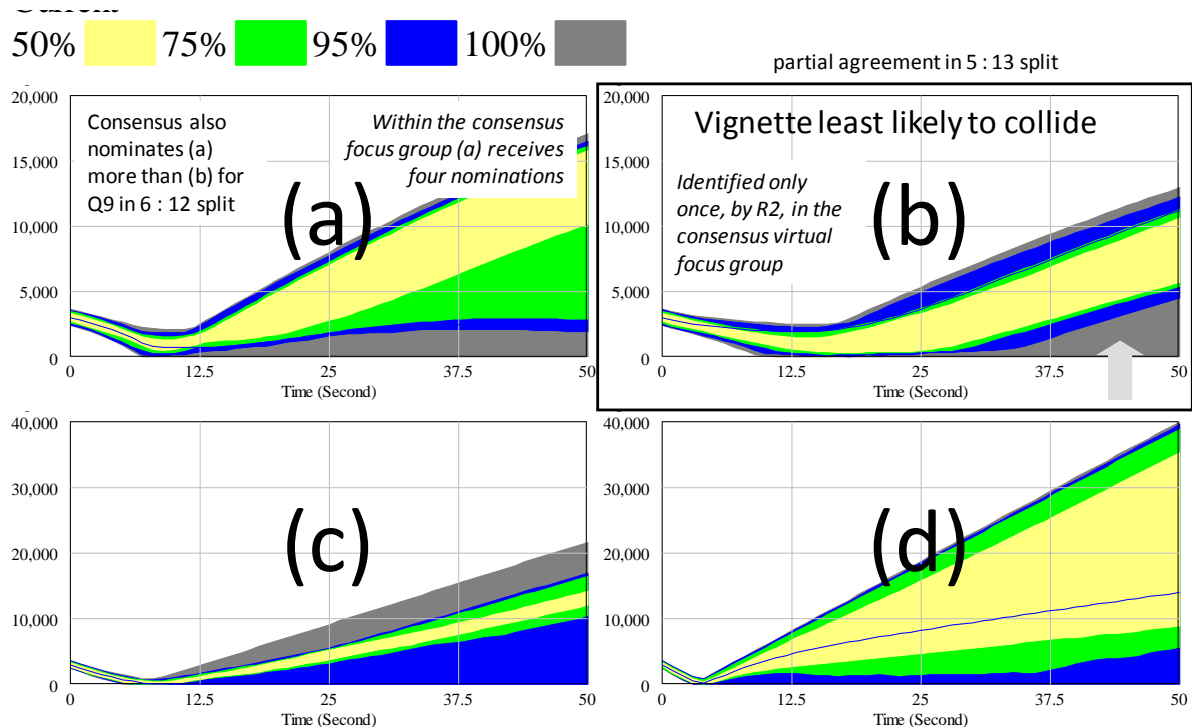 50% 75% 95% 100%
partial agreement in 5 : 13 split
20,000
15,000
10,000
5,000
0
Consensus also
nominates (a)
more than (b) for
Q9 in 6 : 12 split
Within the consensus
focus group (a) receives
four nominations
(a)
0 12.5 25 37.5 50
Time (Second)
20,000
15,000
10,000
5,000
0
Vignette least likely to collide
Identified only
once, by R2, in the
consensus virtual
focus group
(b)
0 12.5 25 37.5 50
Time (Second)
40,000
30,000
20,000
10,000
0
(c)
0 12.5 25 37.5 50
Time (Second)
40,000
30,000
20,000
10,000
0
(d)
0 12.5 25 37.5 50
Time (Second)